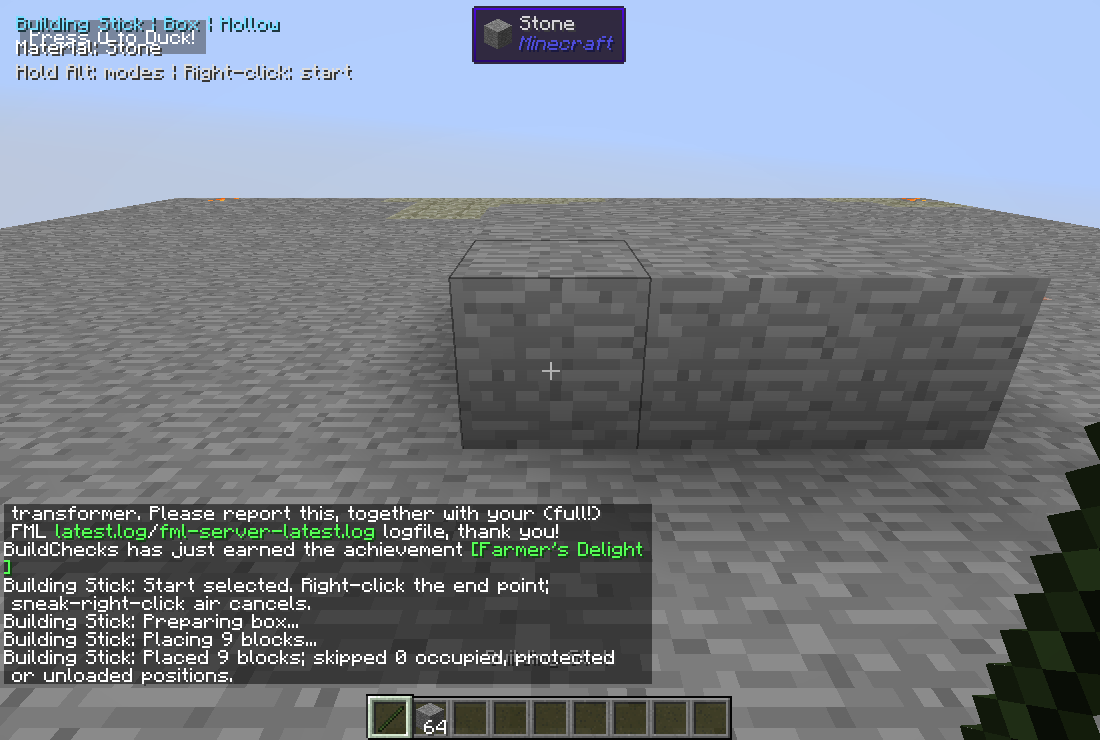 Building Stick | Box | Hollow
Press U to Duck!
Material: Stone
Hold Alt: modes | Right-click: start
Stone
Minecraft
transformer. Please report this, together with your (full!)
FML latest.log/fml-server-latest.log logfile, thank you!
BuildChecks has just earned the achievement [Farmer's Delight
]
Building Stick: Start selected. Right-click the end point;
sneak-right-click air cancels.
Building Stick: Preparing box...
Building Stick: Placing 9 blocks...
Building Stick: Placed 9 blocks; skipped 0 occupied, protected
or unloaded positions.
64